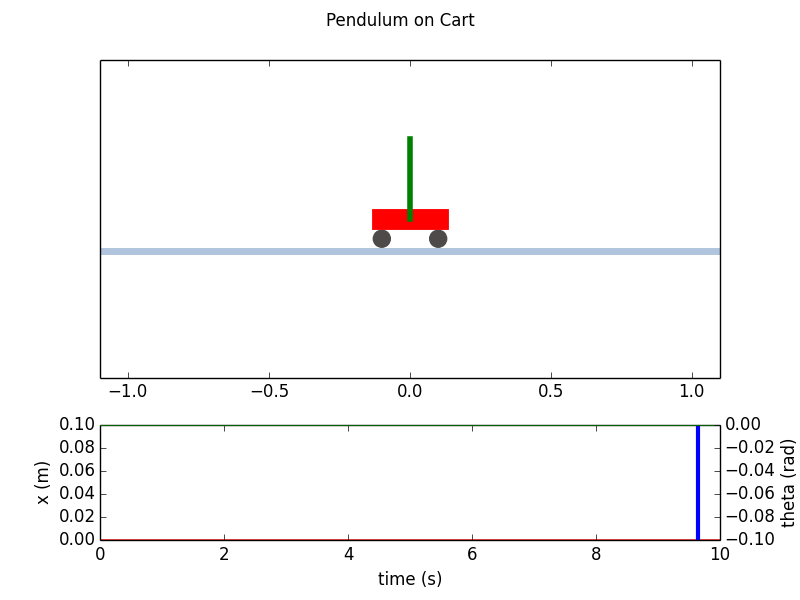 Pendulum on Cart
−1.0 −0.5 0.0 0.5 1.0
0.10 0.00
0.08 −0.02
0.06 −0.04
0.04 −0.06
0.02 −0.08
0.00 −0.10
x (m)
theta (rad)
0 2 4 6 8 10
time (s)